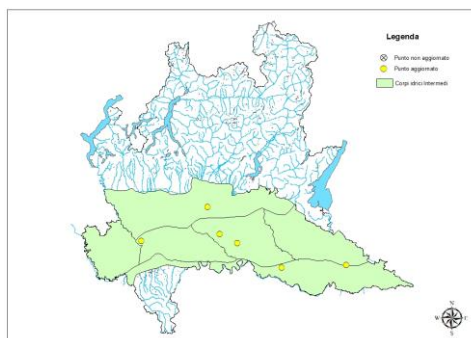 Legenda
Punto non aggiornato
Punto aggiornato
Corpi idrici Intermedi
N
W
E
S